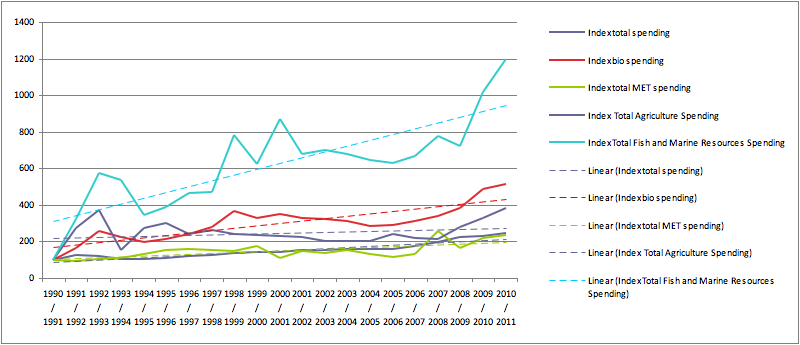 1400
1200
1000
800
600
400
200
0
1990 1991 1992 1993 1994 1995 1996 1997 1998 1999 2000 2001 2002 2003 2004 2005 2006 2007 2008 2009 2010
/ / / / / / / / / / / / / / / / / / / / /
1991 1992 1993 1994 1995 1996 1997 1998 1999 2000 2001 2002 2003 2004 2005 2006 2007 2008 2009 2010 2011
Indextotal spending
Indexbio spending
Indextotal MET spending
Index Total Agriculture Spending
IndexTotal Fish and Marine Resources Spending
Linear (Indextotal spending)
Linear (Indexbio spending)
Linear (Indextotal MET spending)
Linear (Index Total Agriculture Spending)
Linear (IndexTotal Fish and Marine Resources
Spending)